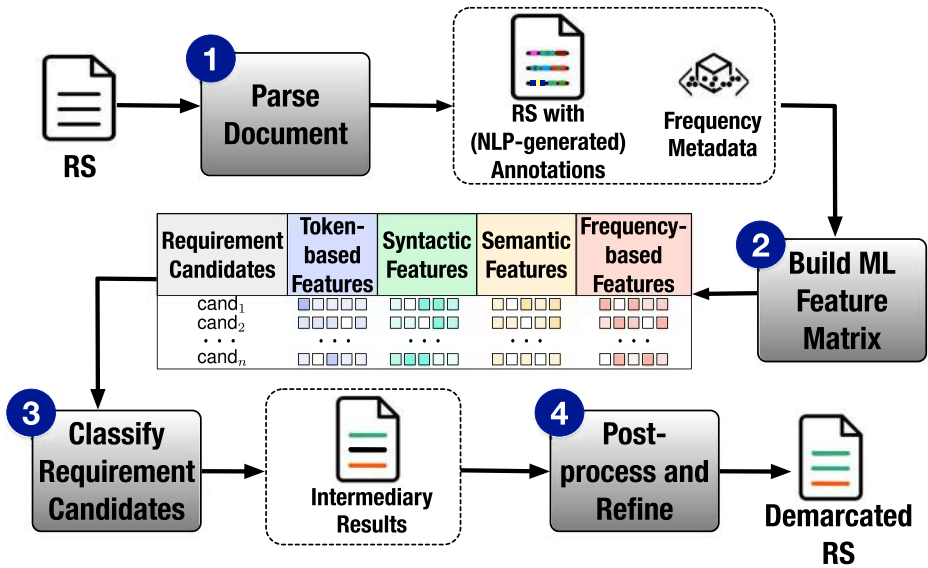 1
Parse
Document
RS
RS with
(NLP-generated)
Annotations
Frequency
Metadata
2
Build ML
Feature
Matrix
Requirement
Candidates
Token-
based
Features
Syntactic
Features
Semantic
Features
Frequency-
based
Features
cand1
cand2
. . . . . . . . . . . . . . .
candn
3
Classify
Requirement
Candidates
Intermediary
Results
4
Post-
process and
Refine
Demarcated
RS